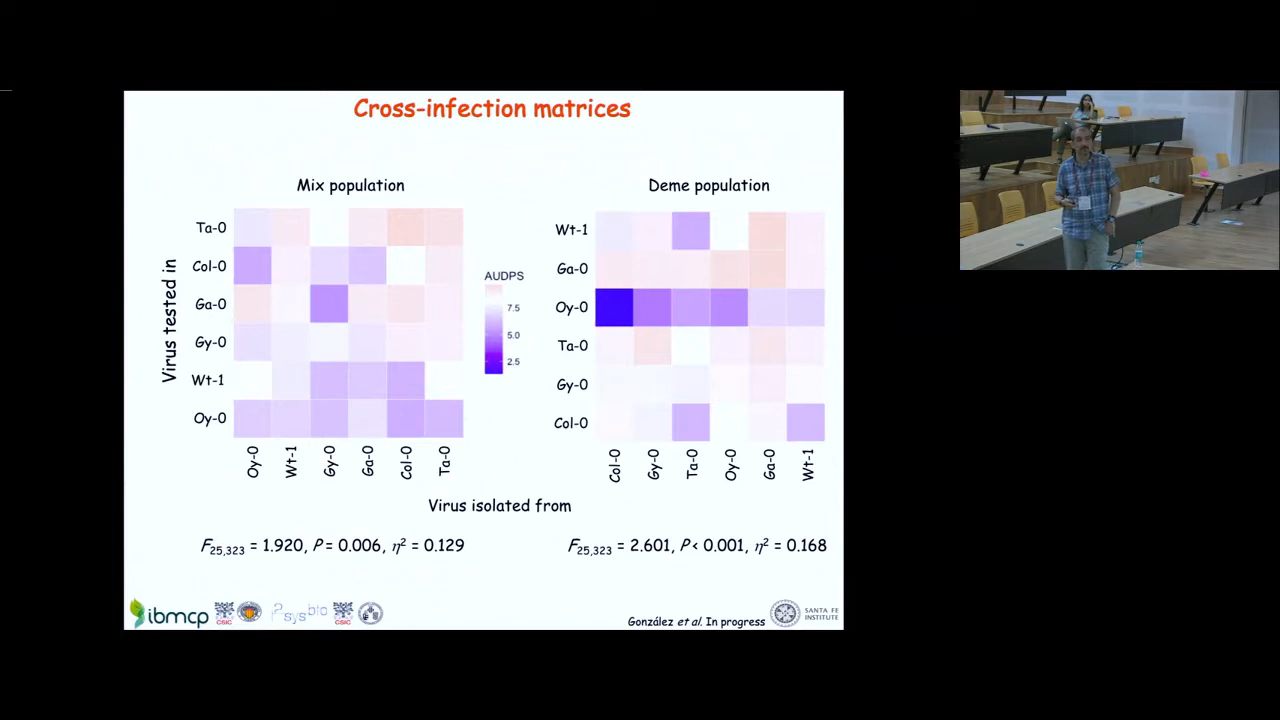 Cross-infection matrices
Mix population
Virus tested in
Ta-0
Col-0
Ga-0
Gy-0
Wt-1
Oy-0
Oy-0
Wt-1
Gy-0
Ga-0
Col-0
Ta-0
AUDPS
7.5
5.0
2.5
Deme population
Wt-1
Ga-0
Oy-0
Ta-0
Gy-0
Col-0
Col-0
Gy-0
Ta-0
Oy-0
Ga-0
Wt-1
Virus isolated from
F25,323 = 1.920, P = 0.006, η² = 0.129
F25,323 = 2.601, P < 0.001, η² = 0.168
ibmcp
CSIC
I²sysbio
CSIC
González et al. In progress
SANTA FE
INSTITUTE